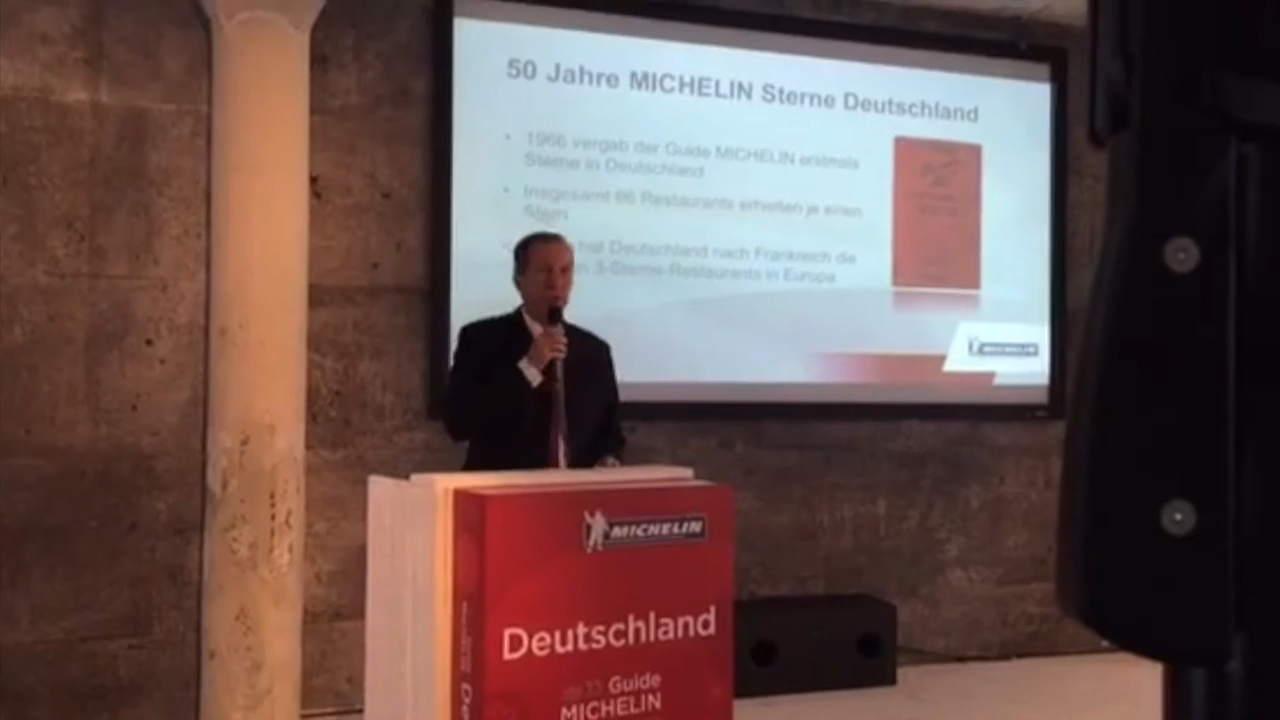 50 Jahre MICHELIN Sterne Deutschland
• 1966 vergab der Guide MICHELIN erstmals
Sterne in Deutschland
• Insgesamt 66 Restaurants erhielten je einen
Stern
hat Deutschland nach Frankreich die
3-Sterne-Restaurants in Europa
MICHELIN
MICHELIN
Deutschland
Guide
MICHELIN